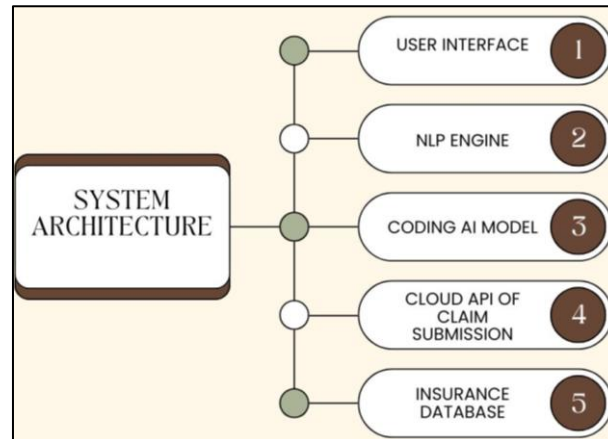 USER INTERFACE 1
NLP ENGINE 2
SYSTEM
ARCHITECTURE
CODING AI MODEL 3
CLOUD API OF
CLAIM
SUBMISSION
4
INSURANCE
DATABASE
5